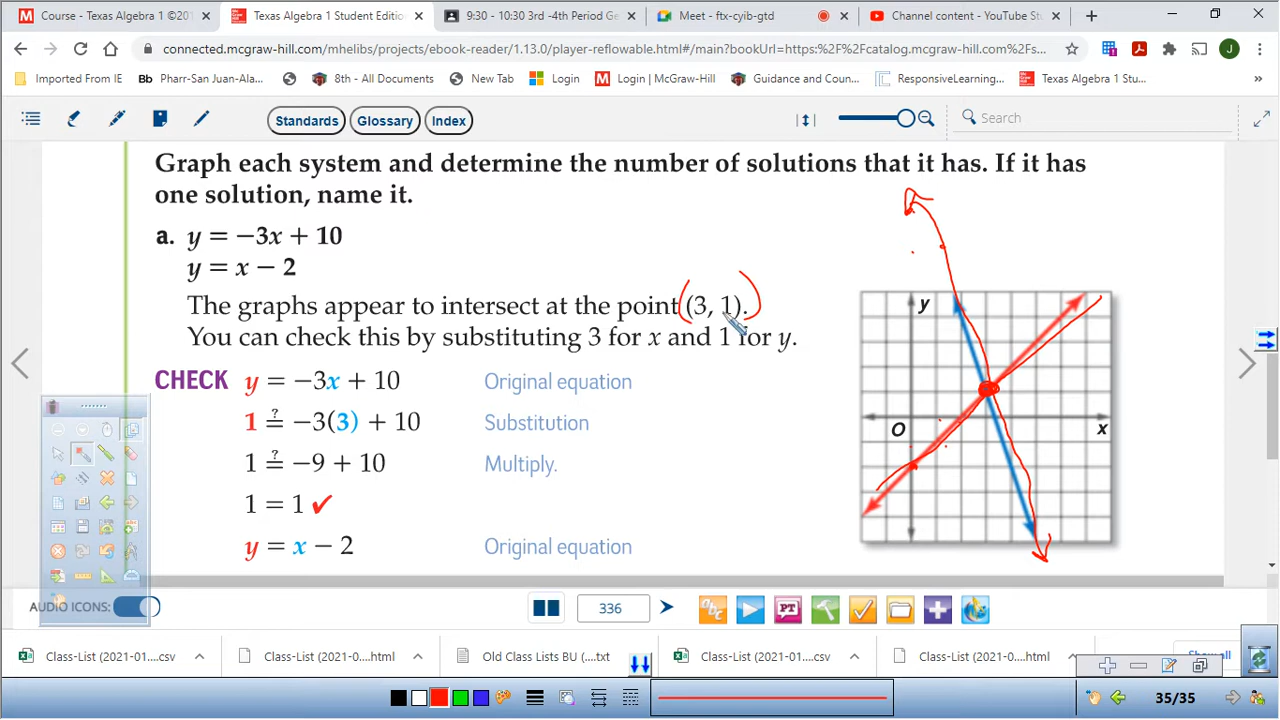 Course - Texas Algebra 1 ©201
Texas Algebra 1 Student Editio
9:30 - 10:30 3rd -4th Period Ge
Meet - ftx-cyib-gtd
Channel content - YouTube St
connected.mcgraw-hill.com/mhelibs/projects/ebook-reader/1.13.0/player-reflowable.html#/main?bookUrl=https:%2F%2Fcatalog.mcgraw-hill.com%2Fs...
J
Imported From IE
Bb Pharr-San Juan-Ala...
8th - All Documents
New Tab
Login
M Login | McGraw-Hill
Guidance and Coun...
ResponsiveLearning...
Texas Algebra 1 Stu...
»
Standards
Glossary
Index
Search
Graph each system and determine the number of solutions that it has. If it has
one solution, name it.
a. y = −3x + 10
y = x − 2
The graphs appear to intersect at the point (3, 1).
You can check this by substituting 3 for x and 1 for y.
CHECK y = −3x + 10 Original equation
1 ≟ −3(3) + 10 Substitution
1 ≟ −9 + 10 Multiply.
1 = 1 ✓
y = x − 2 Original equation
y
O
x
AUDIO ICONS:
336
abc
PT
Class-List (2021-01....csv
Class-List (2021-0....html
Old Class Lists BU (....txt
Class-List (2021-01....csv
Class-List (2021-0....html
Show all
35/35